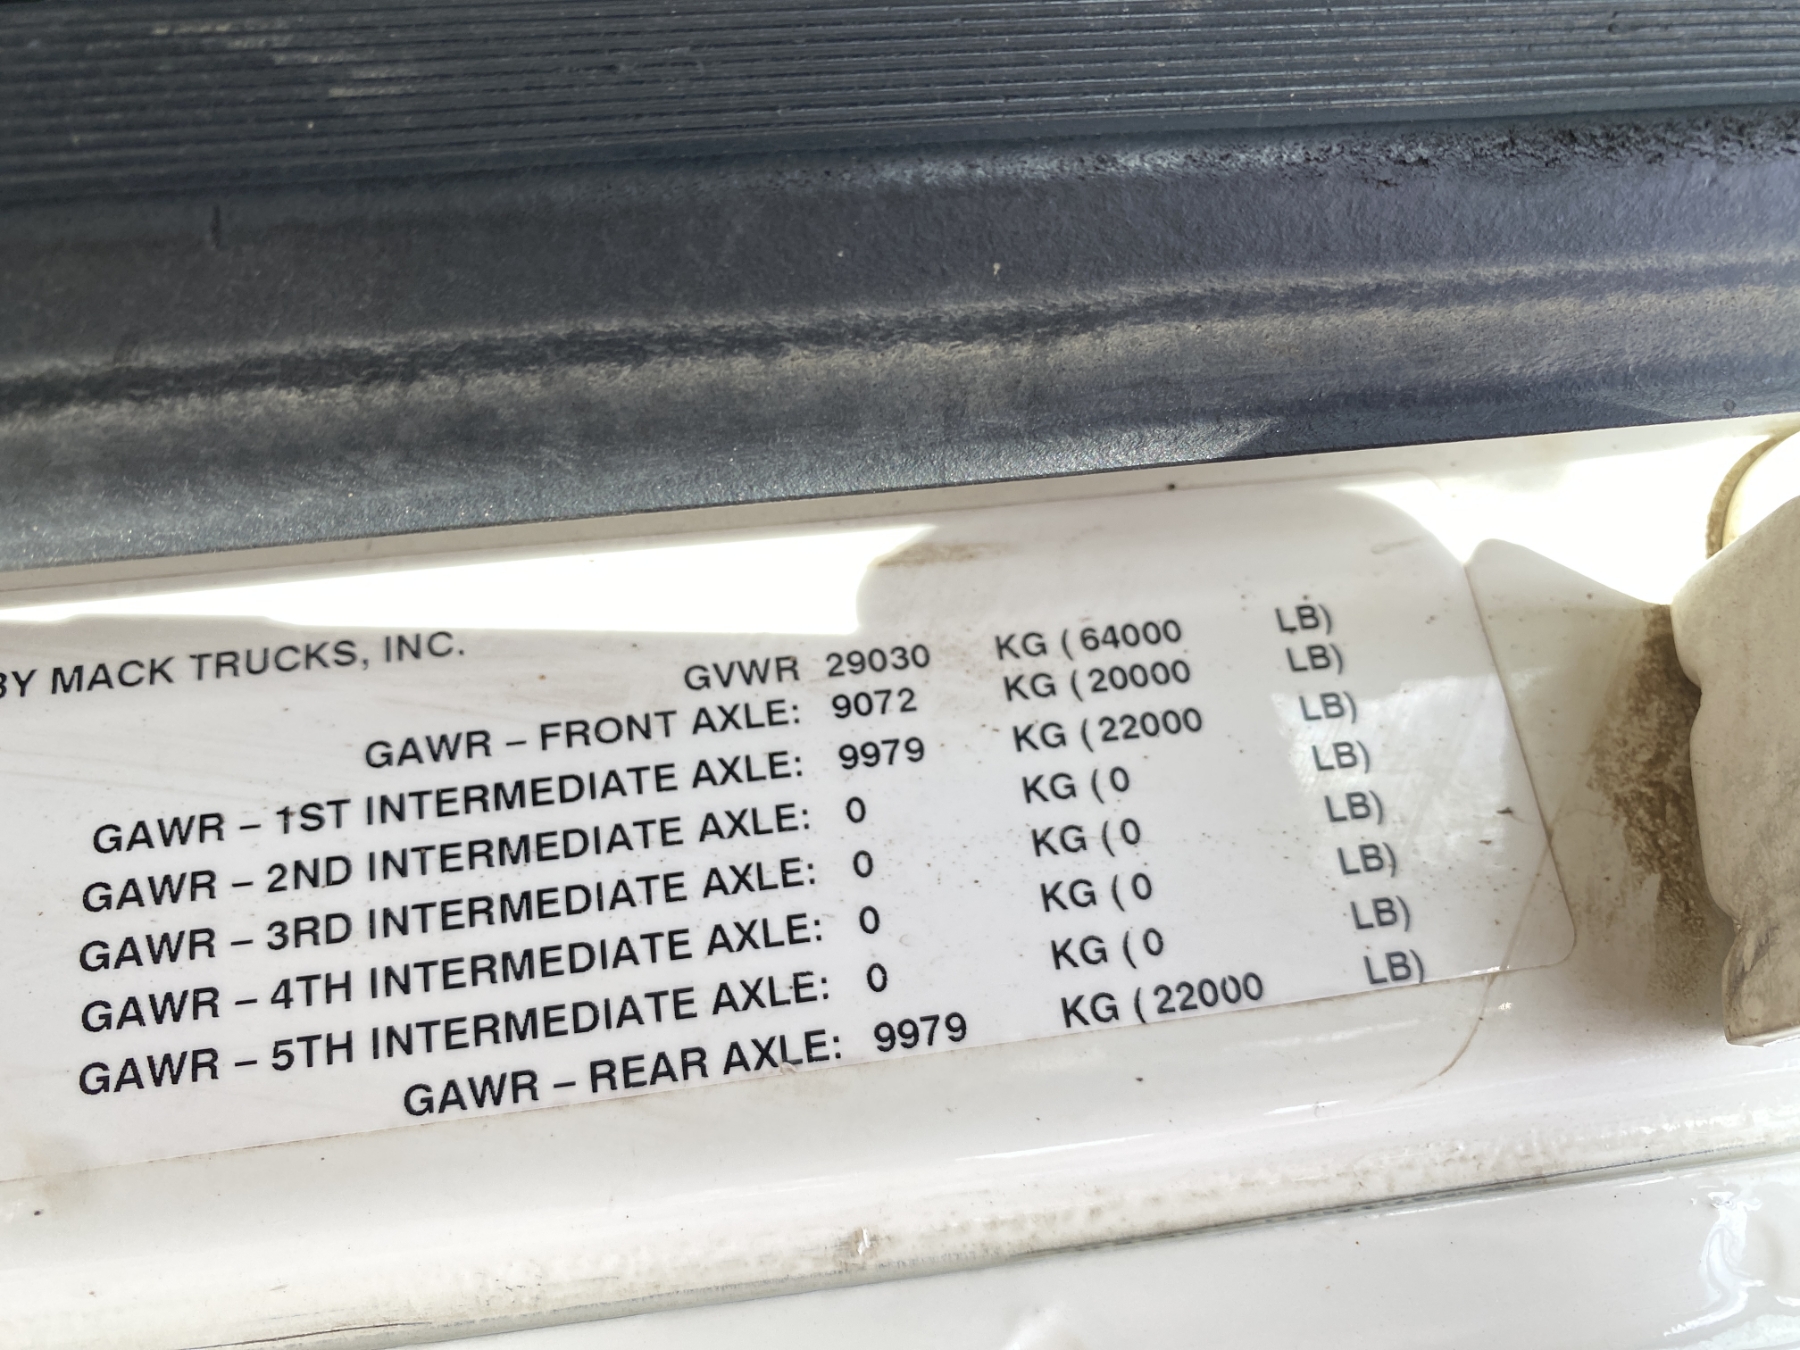 BY MACK TRUCKS, INC.
GVWR 29030 KG (64000 LB)
GAWR – FRONT AXLE: 9072 KG (20000 LB)
GAWR – 1ST INTERMEDIATE AXLE: 9979 KG (22000 LB)
GAWR – 2ND INTERMEDIATE AXLE: 0 KG (0 LB)
GAWR – 3RD INTERMEDIATE AXLE: 0 KG (0 LB)
GAWR – 4TH INTERMEDIATE AXLE: 0 KG (0 LB)
GAWR – 5TH INTERMEDIATE AXLE: 0 KG (0 LB)
GAWR – REAR AXLE: 9979 KG (22000 LB)